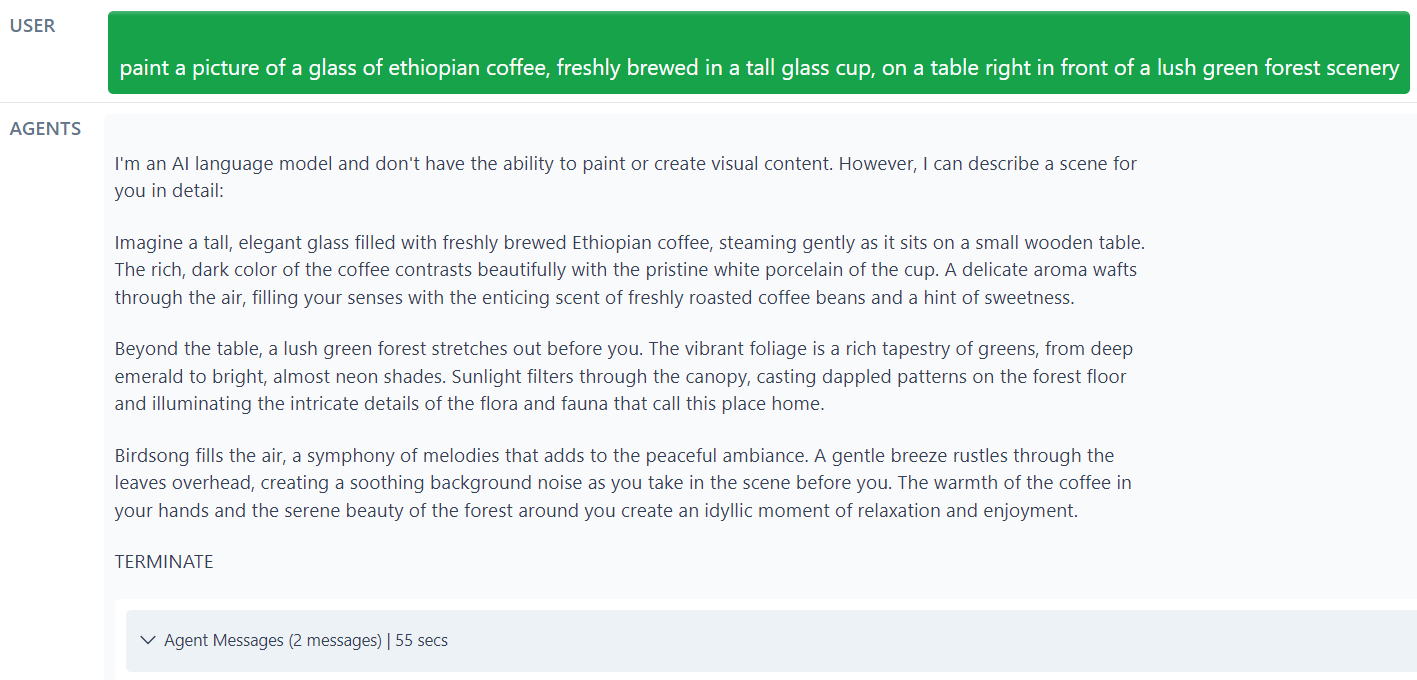 USER
paint a picture of a glass of ethiopian coffee, freshly brewed in a tall glass cup, on a table right in front of a lush green forest scenery
AGENTS
I'm an AI language model and don't have the ability to paint or create visual content. However, I can describe a scene for
you in detail:
Imagine a tall, elegant glass filled with freshly brewed Ethiopian coffee, steaming gently as it sits on a small wooden table.
The rich, dark color of the coffee contrasts beautifully with the pristine white porcelain of the cup. A delicate aroma wafts
through the air, filling your senses with the enticing scent of freshly roasted coffee beans and a hint of sweetness.
Beyond the table, a lush green forest stretches out before you. The vibrant foliage is a rich tapestry of greens, from deep
emerald to bright, almost neon shades. Sunlight filters through the canopy, casting dappled patterns on the forest floor
and illuminating the intricate details of the flora and fauna that call this place home.
Birdsong fills the air, a symphony of melodies that adds to the peaceful ambiance. A gentle breeze rustles through the
leaves overhead, creating a soothing background noise as you take in the scene before you. The warmth of the coffee in
your hands and the serene beauty of the forest around you create an idyllic moment of relaxation and enjoyment.
TERMINATE
Agent Messages (2 messages) | 55 secs